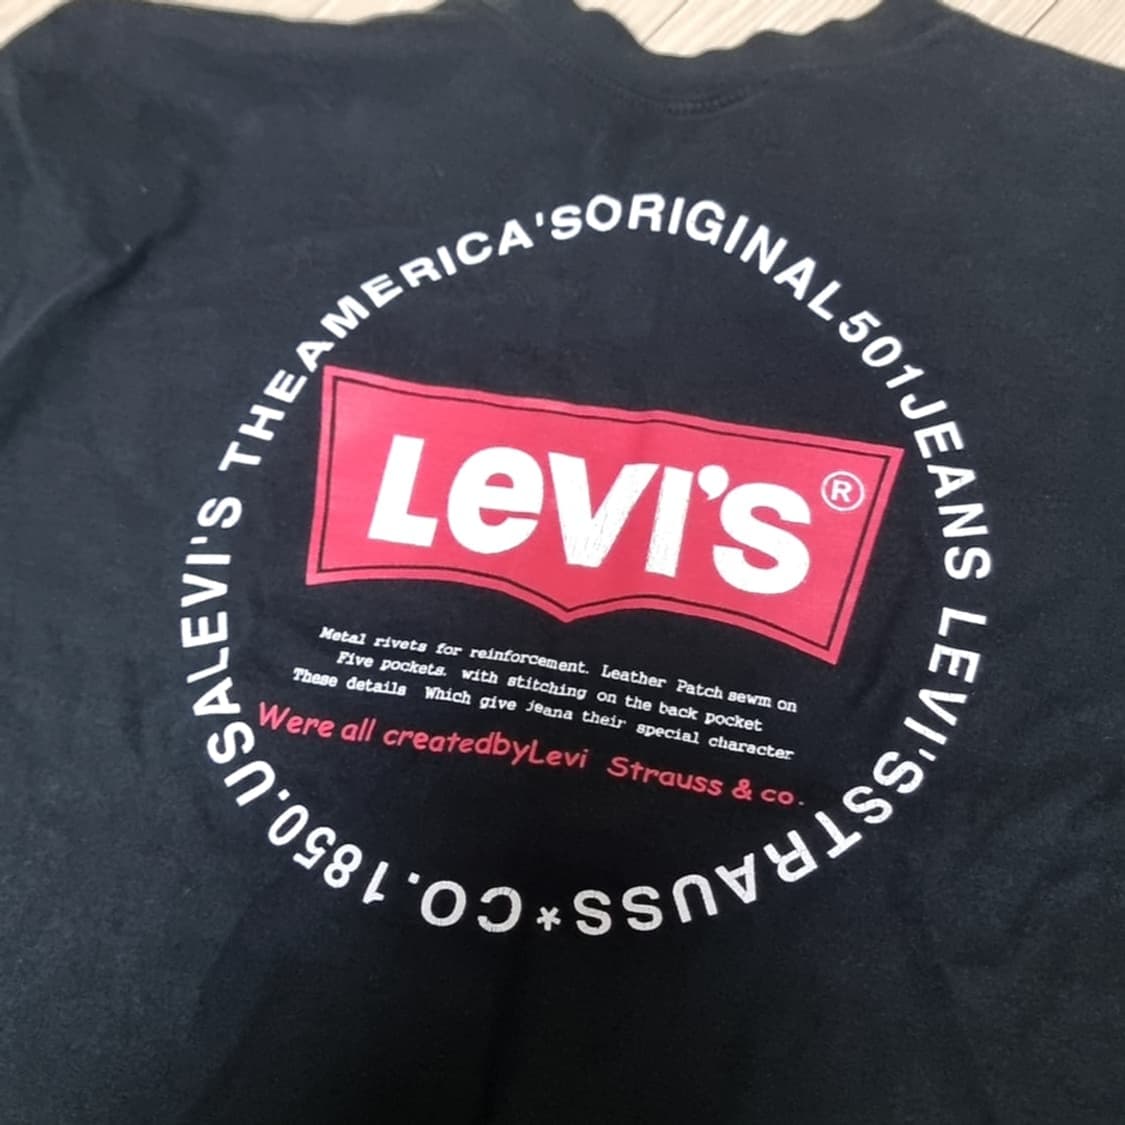 LEVI'S THEAMERICA'SORIGINAL501JEANS LEVI'SSTRAUSS*CO.1850.USA
Levi's®
Metal rivets for reinforcement. Leather Patch sewm on
Five pockets. with stitching on the back pocket
These details Which give jeana their special character
Were all createdbyLevi Strauss & co.